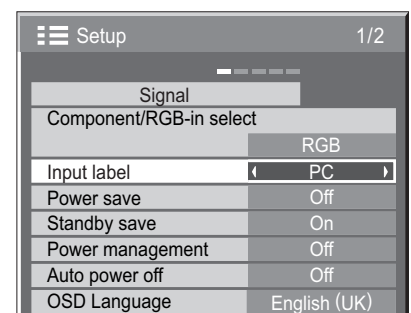 Setup 1/2
Signal
Component/RGB-in select
RGB
Input label PC
Power save Off
Standby save On
Power management Off
Auto power off Off
OSD Language English (UK)